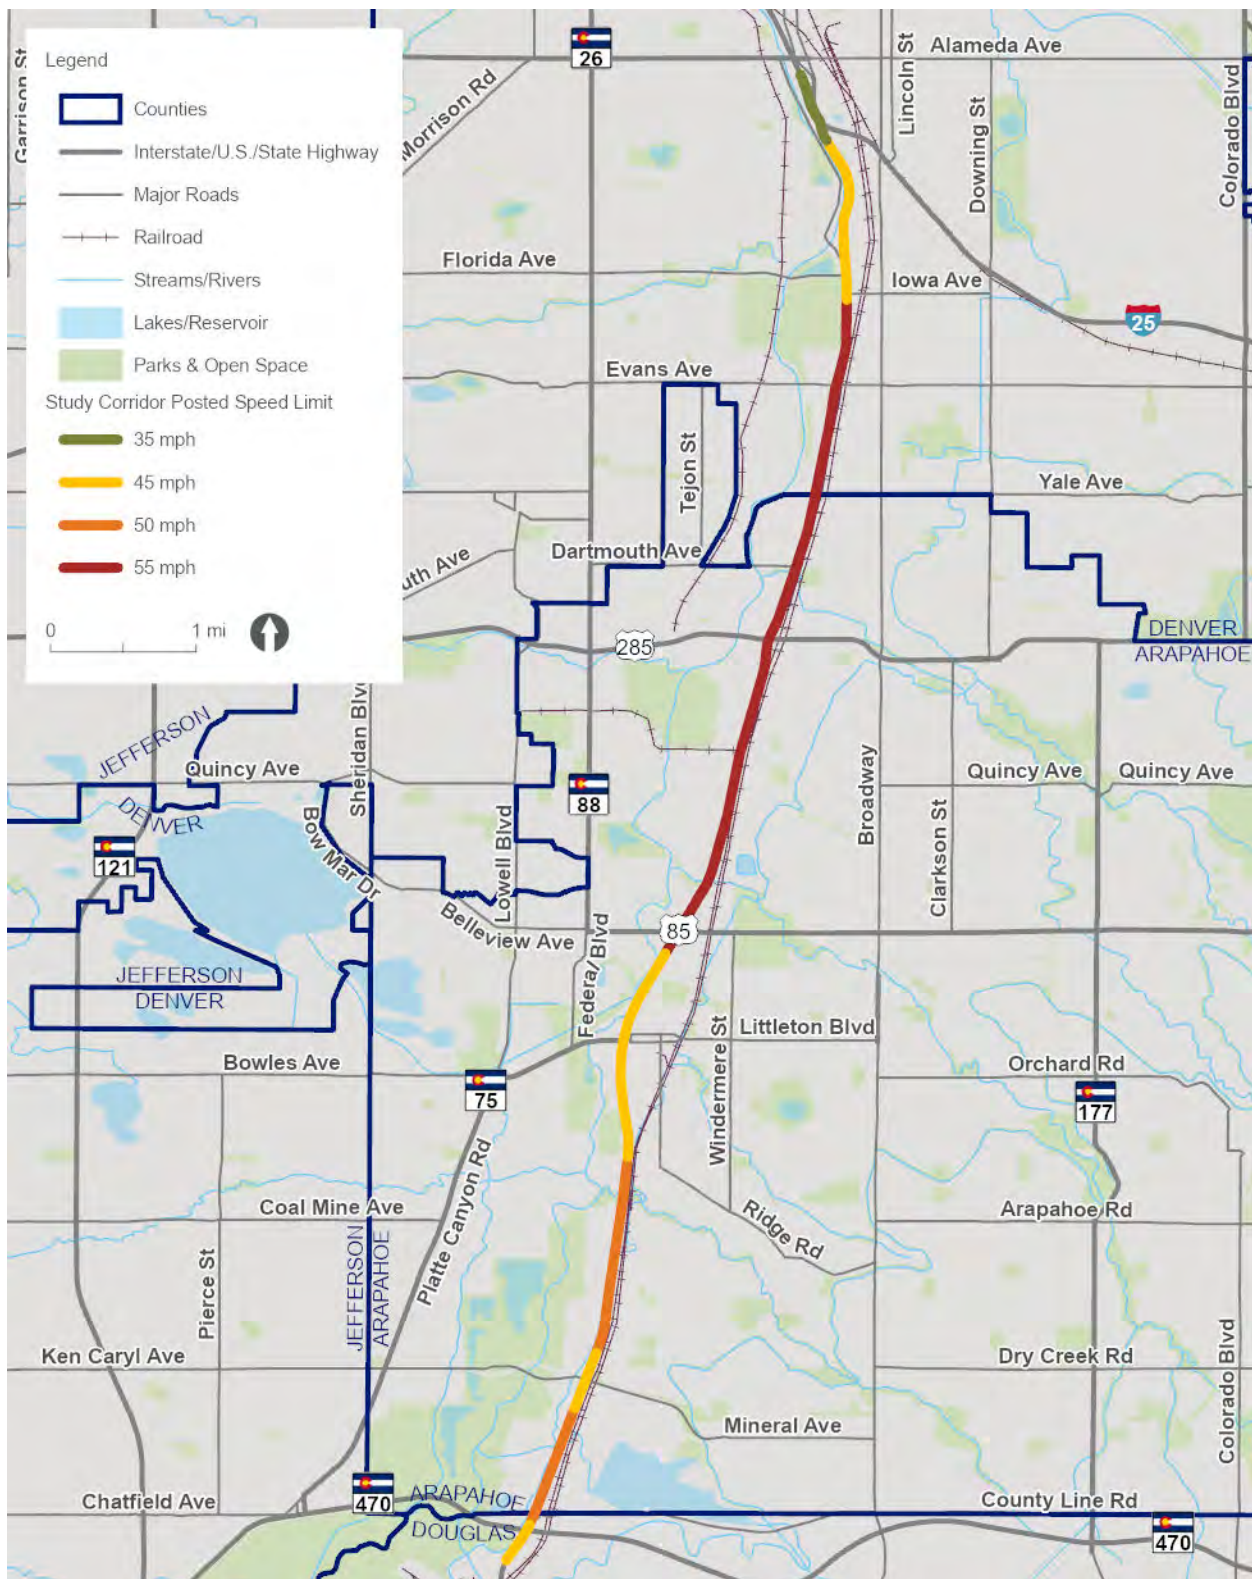 Legend
Counties
Interstate/U.S./State Highway
Major Roads
Railroad
Streams/Rivers
Lakes/Reservoir
Parks & Open Space
Study Corridor Posted Speed Limit
35 mph
45 mph
50 mph
55 mph
0
1 mi
Garrison St
26
Morrison Rd
Lincoln St
Alameda Ave
Downing St
Colorado Blvd
Florida Ave
Iowa Ave
25
Evans Ave
Tejon St
Yale Ave
Dartmouth Ave
uth Ave
285
DENVER
ARAPAHOE
JEFFERSON
DENVER
Quincy Ave
Sheridan Blvd
Bow Mar Dr
121
88
Lowell Blvd
Broadway
Quincy Ave
Quincy Ave
Clarkson St
Belleview Ave
Federal Blvd
85
JEFFERSON
DENVER
Littleton Blvd
Windermere St
Bowles Ave
75
Orchard Rd
177
Platte Canyon Rd
Coal Mine Ave
Pierce St
JEFFERSON
ARAPAHOE
Ridge Rd
Arapahoe Rd
Ken Caryl Ave
Dry Creek Rd
Colorado Blvd
Mineral Ave
Chatfield Ave
470
ARAPAHOE
DOUGLAS
County Line Rd
470